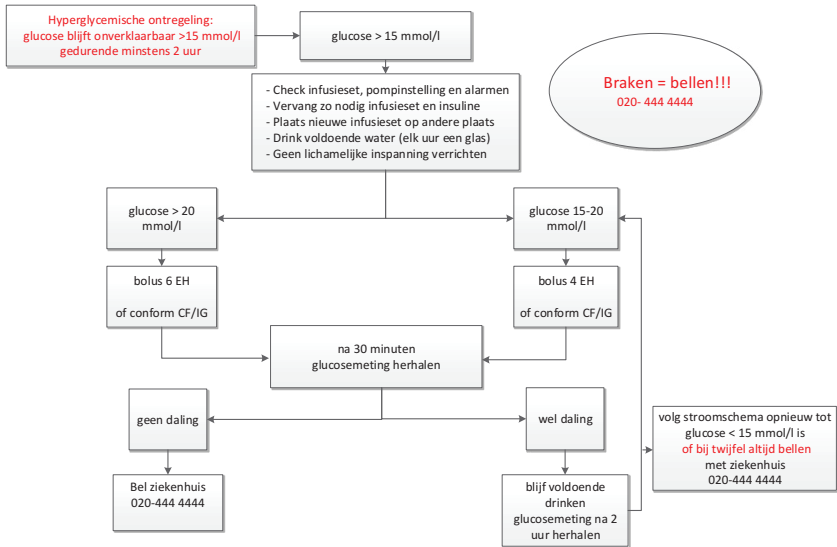 Hyperglycemische ontregeling:
glucose blijft onverklaarbaar >15 mmol/l
gedurende minstens 2 uur
glucose > 15 mmol/l
Braken = bellen!!!
020- 444 4444
- Check infusieset, pompinstelling en alarmen
- Vervang zo nodig infusieset en insuline
- Plaats nieuwe infusieset op andere plaats
- Drink voldoende water (elk uur een glas)
- Geen lichamelijke inspanning verrichten
glucose > 20
mmol/l
glucose 15-20
mmol/l
bolus 6 EH
of conform CF/IG
bolus 4 EH
of conform CF/IG
na 30 minuten
glucosemeting herhalen
geen daling
wel daling
volg stroomschema opnieuw tot
glucose < 15 mmol/l is
of bij twijfel altijd bellen
met ziekenhuis
020-444 4444
Bel ziekenhuis
020-444 4444
blijf voldoende
drinken
glucosemeting na 2
uur herhalen